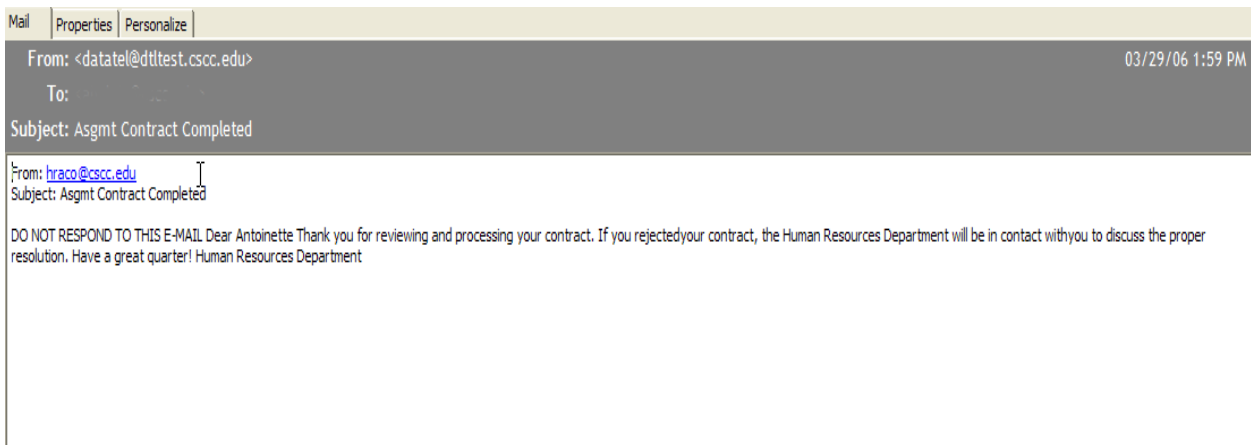 Mail Properties Personalize
From: <datatel@dtltest.cscc.edu> 03/29/06 1:59 PM
To:
Subject: Asgmt Contract Completed
From: hraco@cscc.edu
Subject: Asgmt Contract Completed
DO NOT RESPOND TO THIS E-MAIL Dear Antoinette Thank you for reviewing and processing your contract. If you rejectedyour contract, the Human Resources Department will be in contact withyou to discuss the proper
resolution. Have a great quarter! Human Resources Department